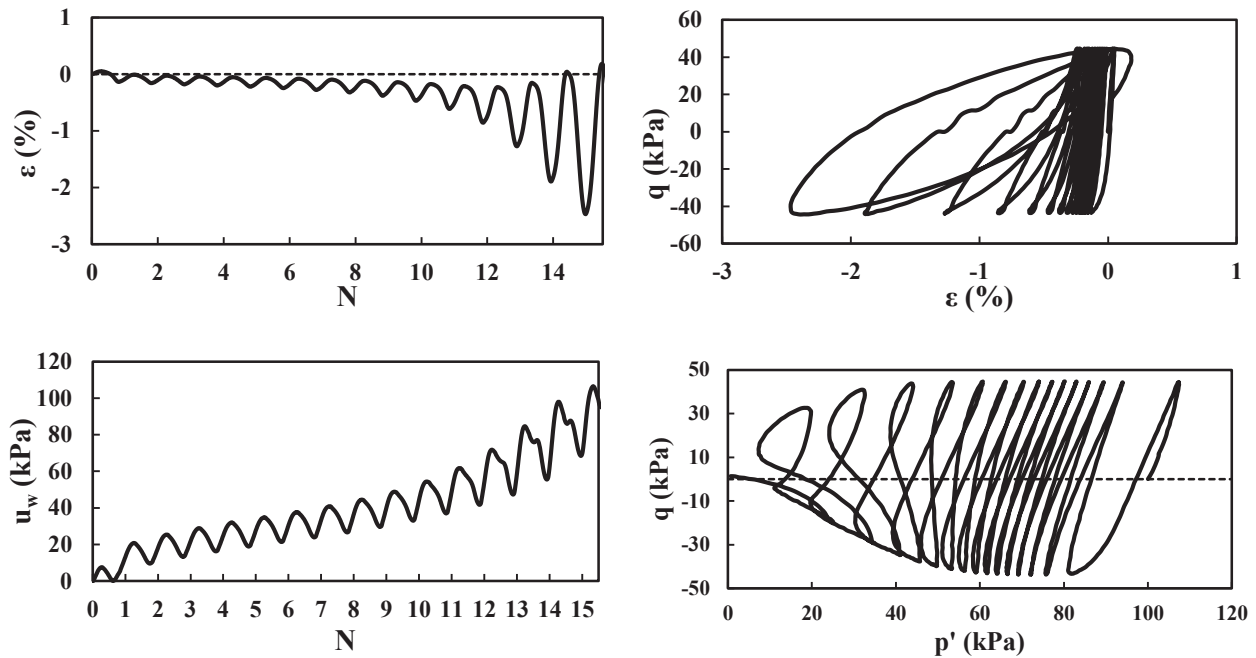 1
0
-1
-2
-3
ε (%)
0 2 4 6 8 10 12 14
N
60
40
20
0
-20
-40
-60
q (kPa)
-3 -2 -1 0 1
ε (%)
120
100
80
60
40
20
0
u_w (kPa)
0 1 2 3 4 5 6 7 8 9 10 11 12 13 14 15
N
50
30
10
-10
-30
-50
q (kPa)
0 20 40 60 80 100 120
p' (kPa)